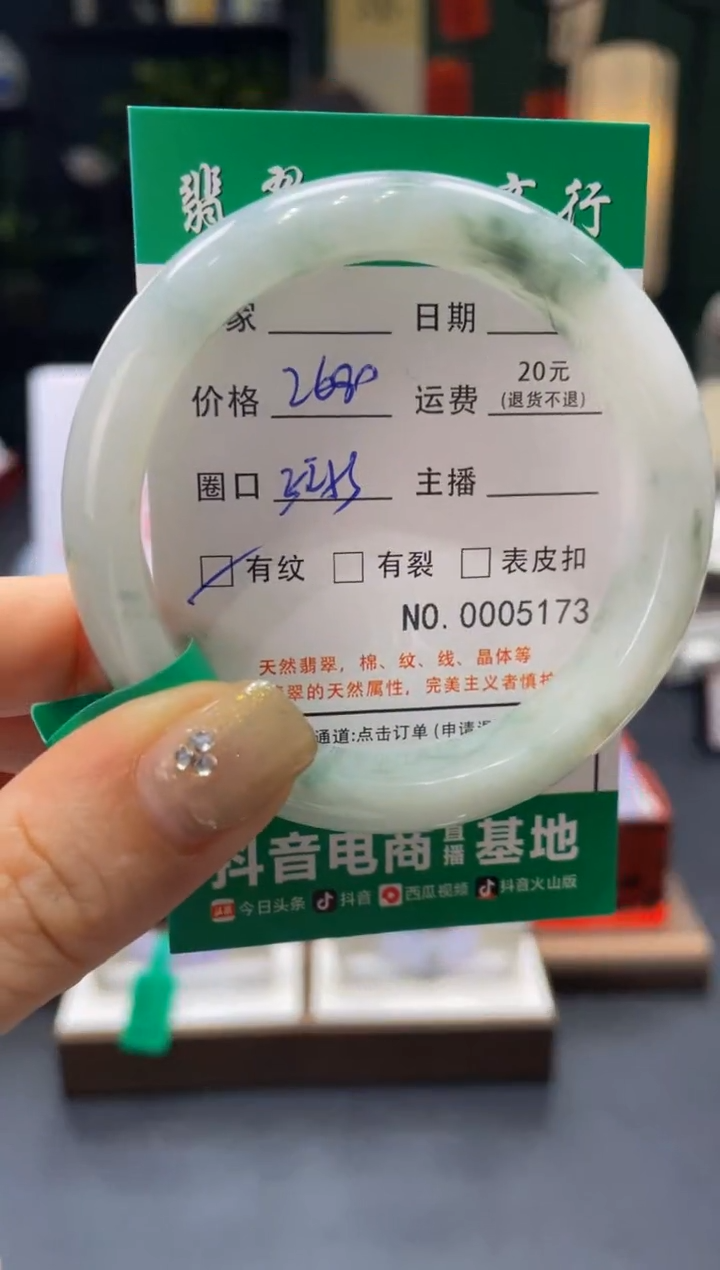 翡 行
家 日期
价格 2680 运费 20元
(退货不退)
圈口 主播
有纹 有裂 表皮扣
NO. 0005173
天然翡翠，棉、纹、线、晶体等
翠的天然属性，完美主义者慎拍
通道:点击订单 (申请退
抖音电商直播基地
今日头条 抖音 西瓜视频 抖音火山版